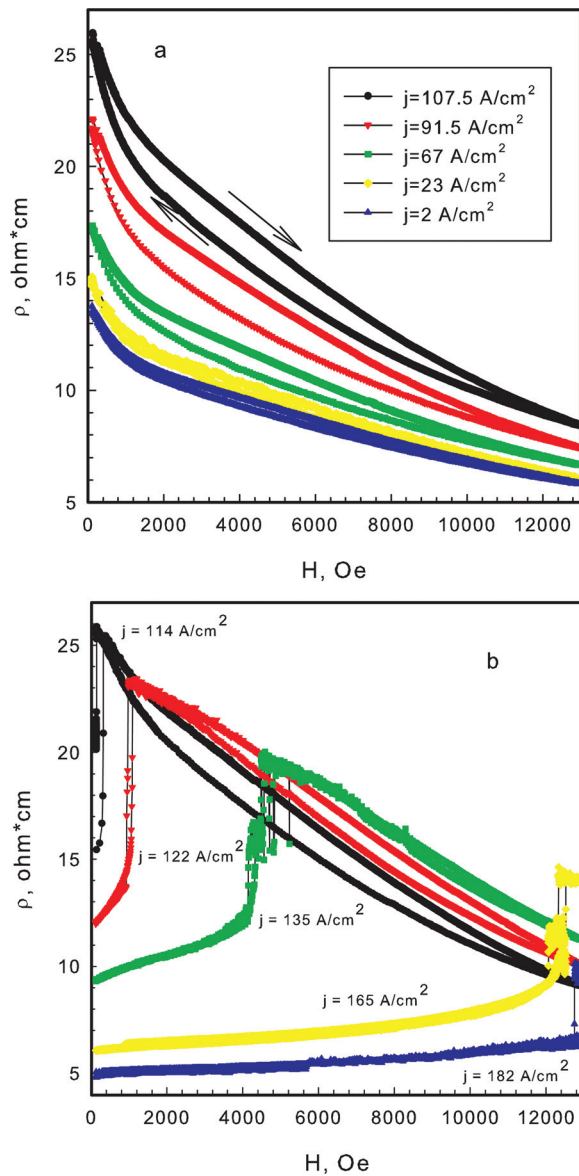 a
25
20
15
10
5
ρ, ohm*cm
j=107.5 A/cm²
j=91.5 A/cm²
j=67 A/cm²
j=23 A/cm²
j=2 A/cm²
0 2000 4000 6000 8000 10000 12000
H, Oe
b
25
20
15
10
5
ρ, ohm*cm
j = 114 A/cm²
j = 122 A/cm²
j = 135 A/cm²
j = 165 A/cm²
j = 182 A/cm²
0 2000 4000 6000 8000 10000 12000
H, Oe